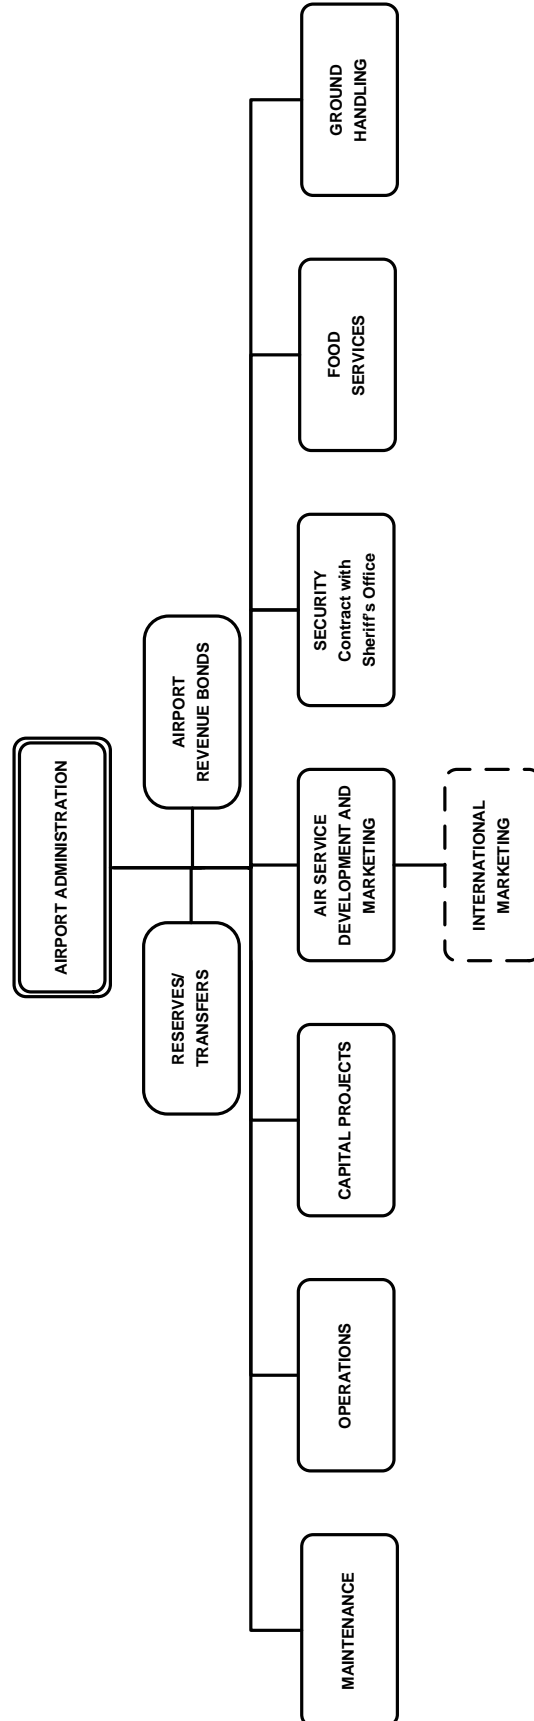 AIRPORT ADMINISTRATION
RESERVES/
TRANSFERS
AIRPORT
REVENUE BONDS
MAINTENANCE
OPERATIONS
CAPITAL PROJECTS
AIR SERVICE
DEVELOPMENT AND
MARKETING
SECURITY
Contract with
Sheriff's Office
FOOD
SERVICES
GROUND
HANDLING
INTERNATIONAL
MARKETING